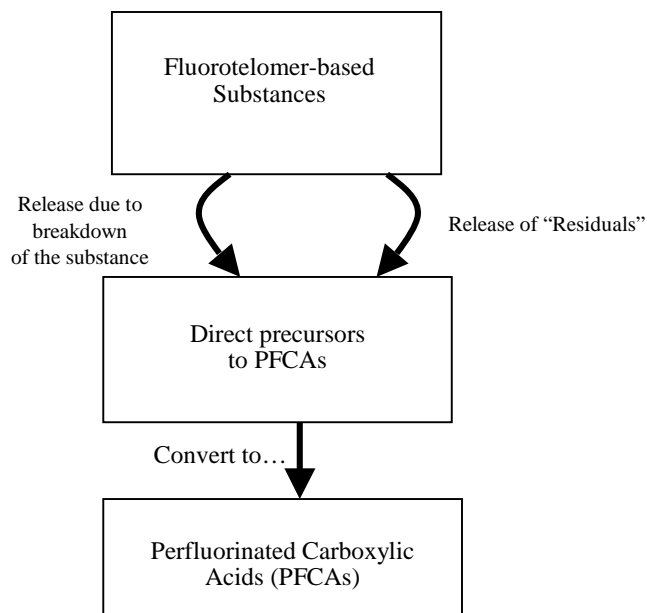 Fluorotelomer-based
Substances
Release due to
breakdown
of the substance
Release of “Residuals”
Direct precursors
to PFCAs
Convert to…
Perfluorinated Carboxylic
Acids (PFCAs)